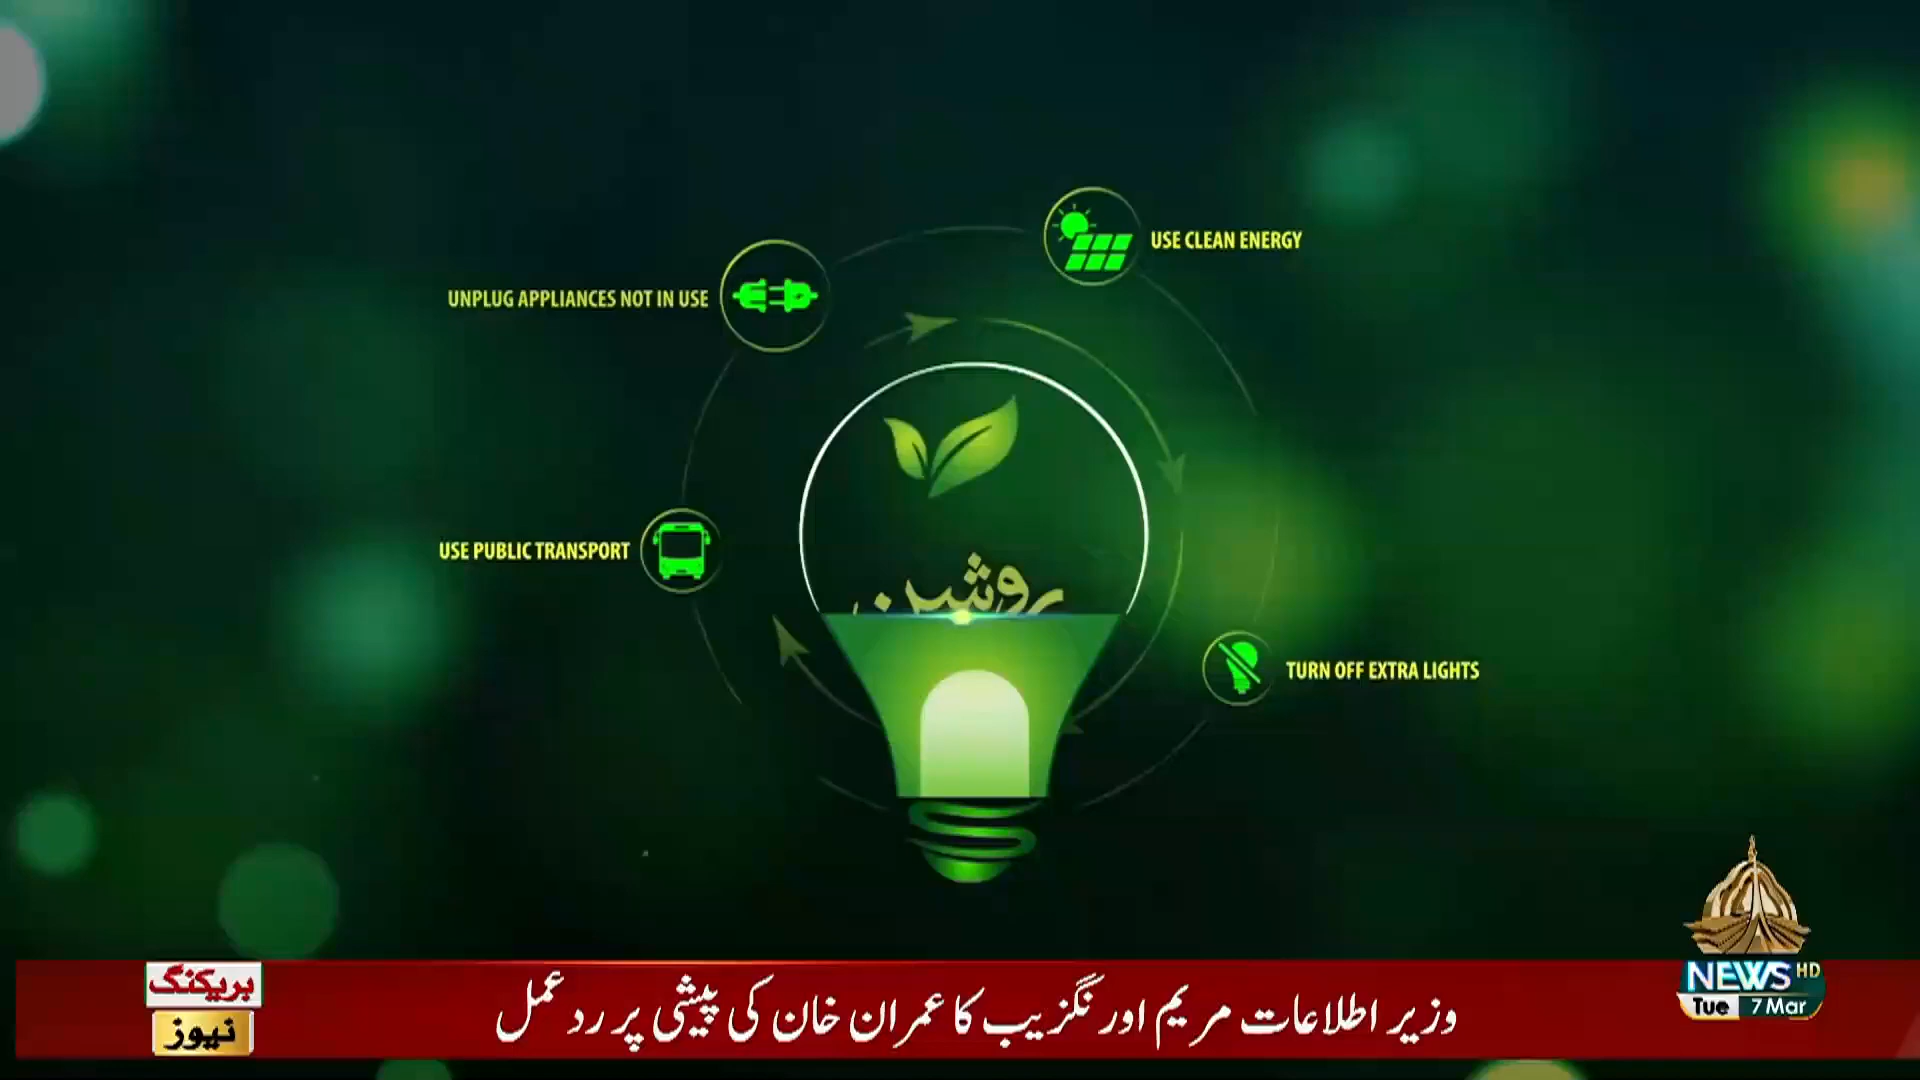 USE CLEAN ENERGY
UNPLUG APPLIANCES NOT IN USE
USE PUBLIC TRANSPORT
روشن
TURN OFF EXTRA LIGHTS
بریکنگ
نیوز
وزیر اطلاعات مریم اورنگزیب کا عمران خان کی پیشی پر رد عمل
NEWS HD
Tue 7 Mar